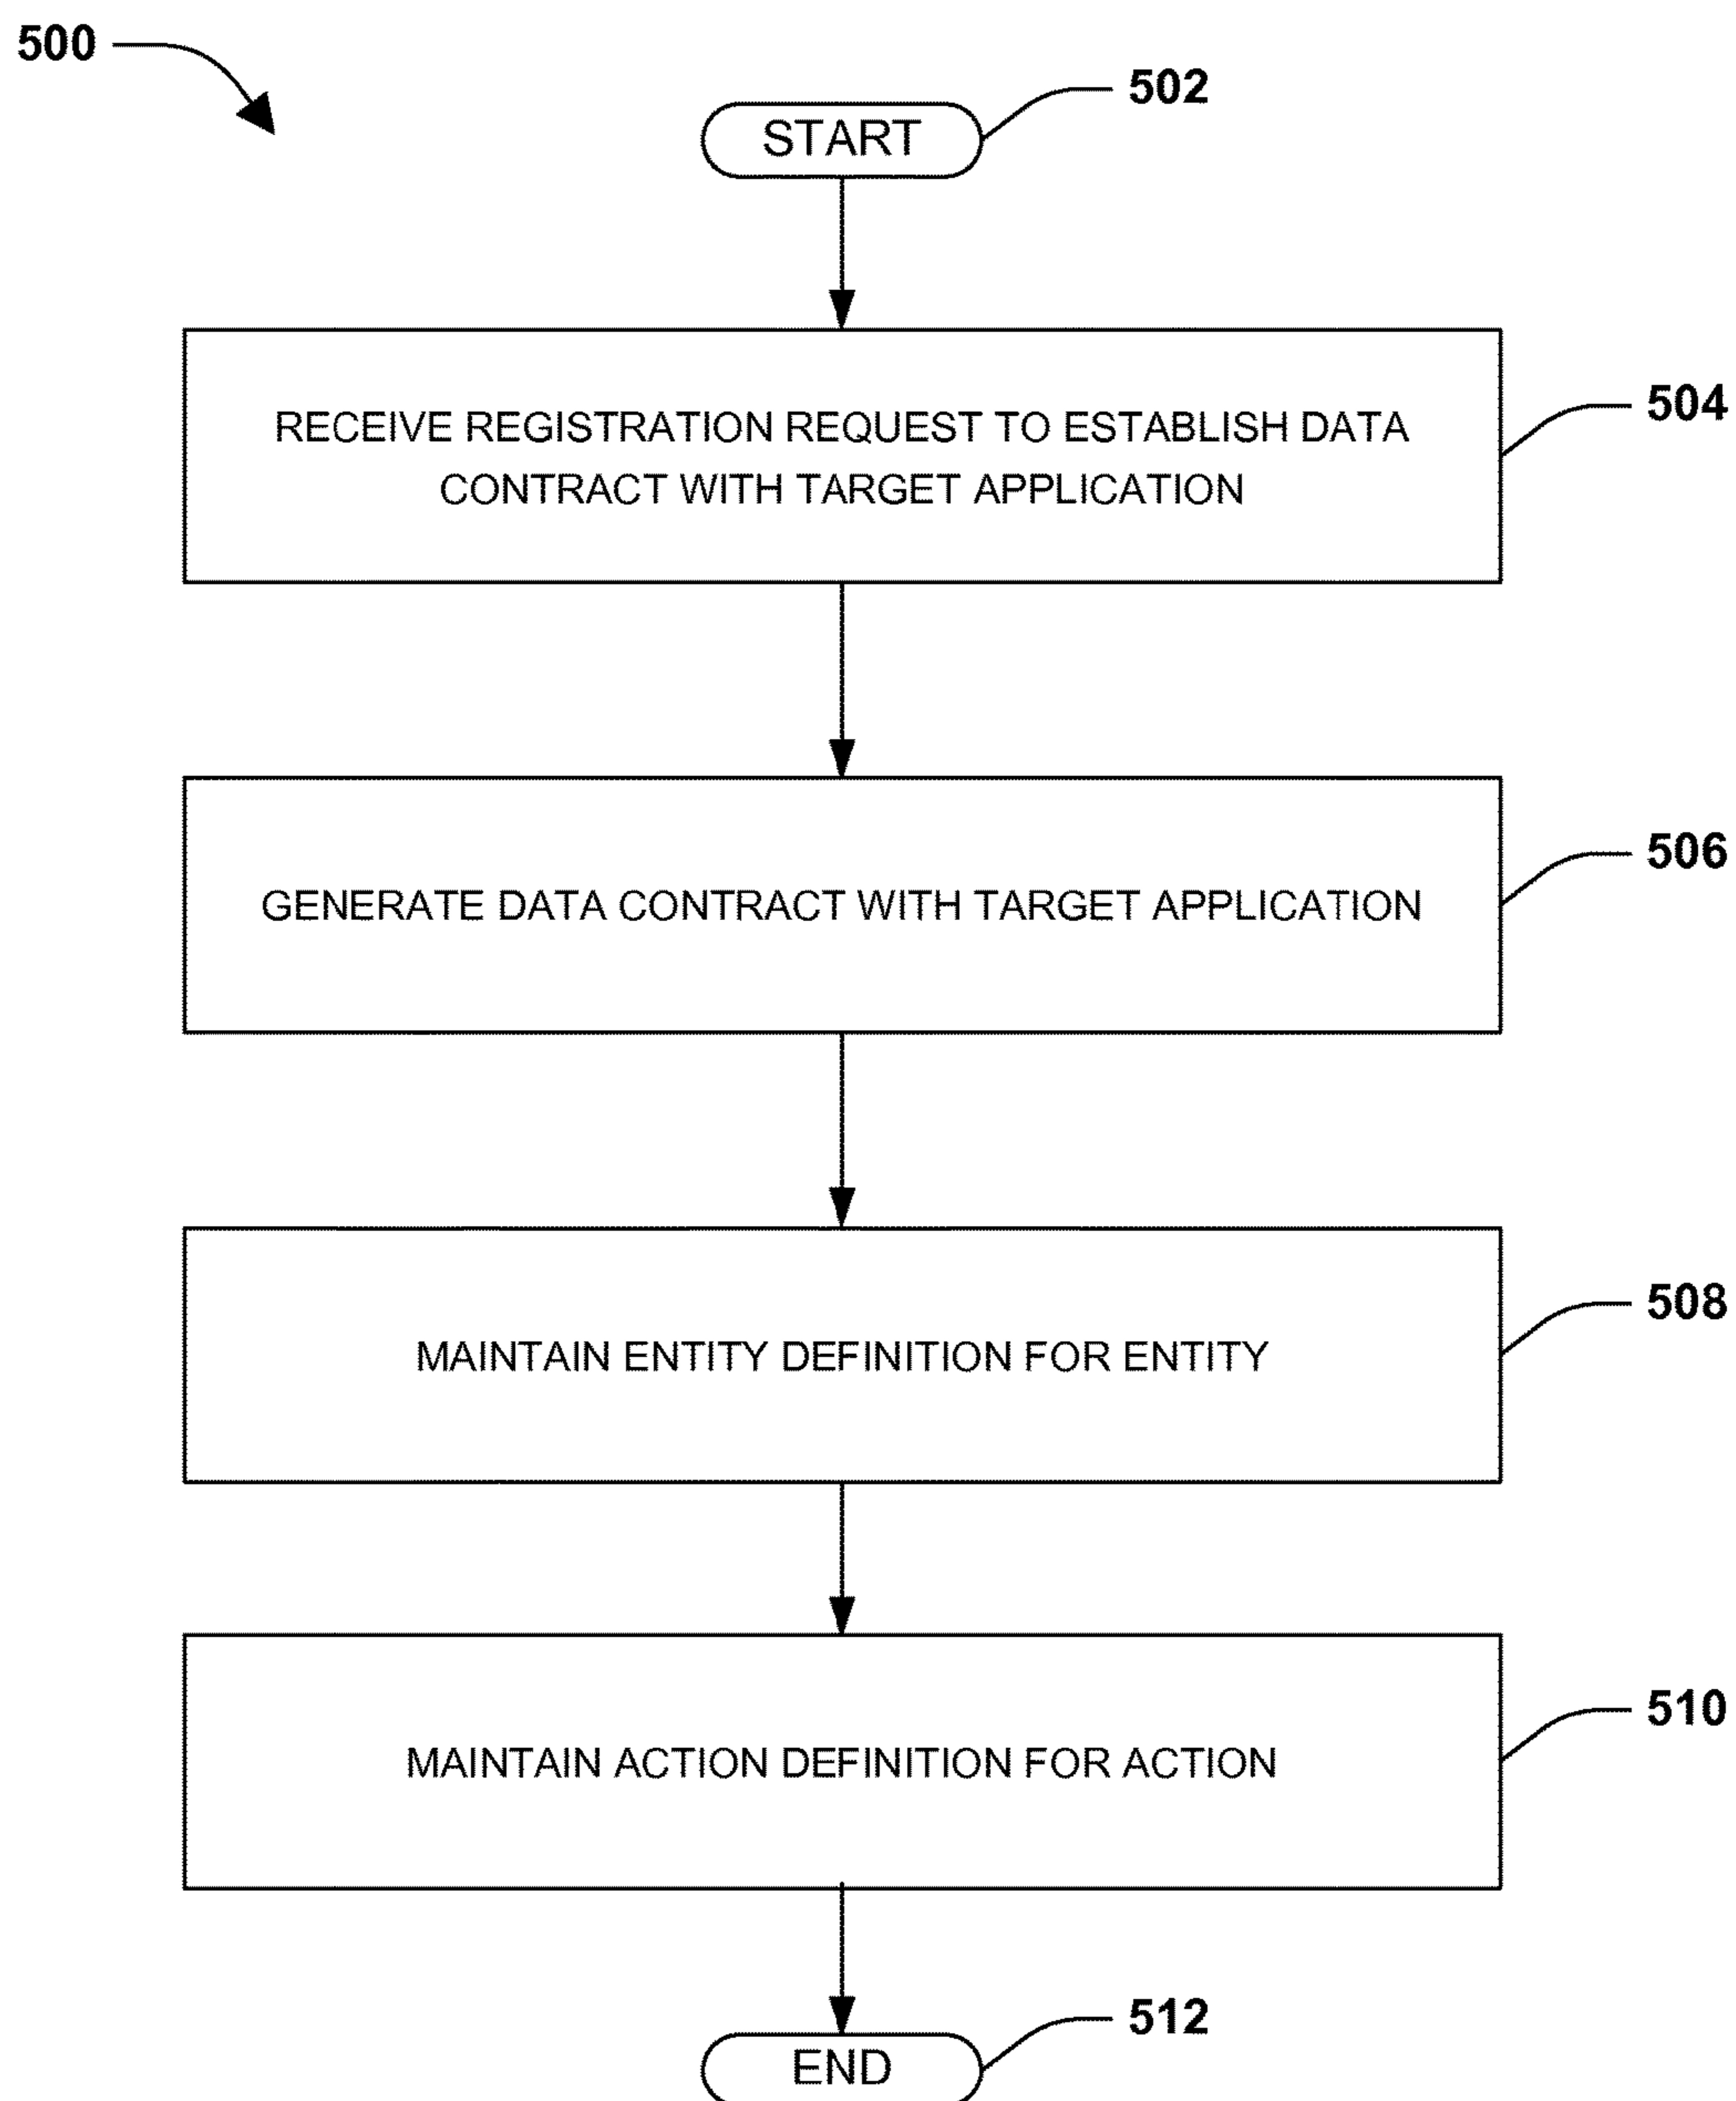 500
502
START
504
RECEIVE REGISTRATION REQUEST TO ESTABLISH DATA
CONTRACT WITH TARGET APPLICATION
506
GENERATE DATA CONTRACT WITH TARGET APPLICATION
508
MAINTAIN ENTITY DEFINITION FOR ENTITY
510
MAINTAIN ACTION DEFINITION FOR ACTION
512
END